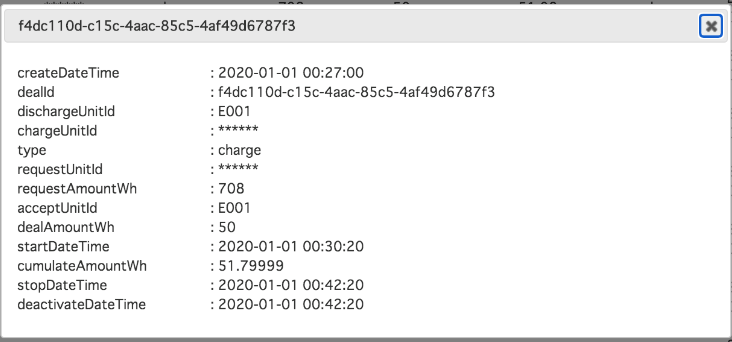 f4dc110d-c15c-4aac-85c5-4af49d6787f3
createDateTime : 2020-01-01 00:27:00
dealId : f4dc110d-c15c-4aac-85c5-4af49d6787f3
dischargeUnitId : E001
chargeUnitId : ******
type : charge
requestUnitId : ******
requestAmountWh : 708
acceptUnitId : E001
dealAmountWh : 50
startDateTime : 2020-01-01 00:30:20
cumulateAmountWh : 51.79999
stopDateTime : 2020-01-01 00:42:20
deactivateDateTime : 2020-01-01 00:42:20